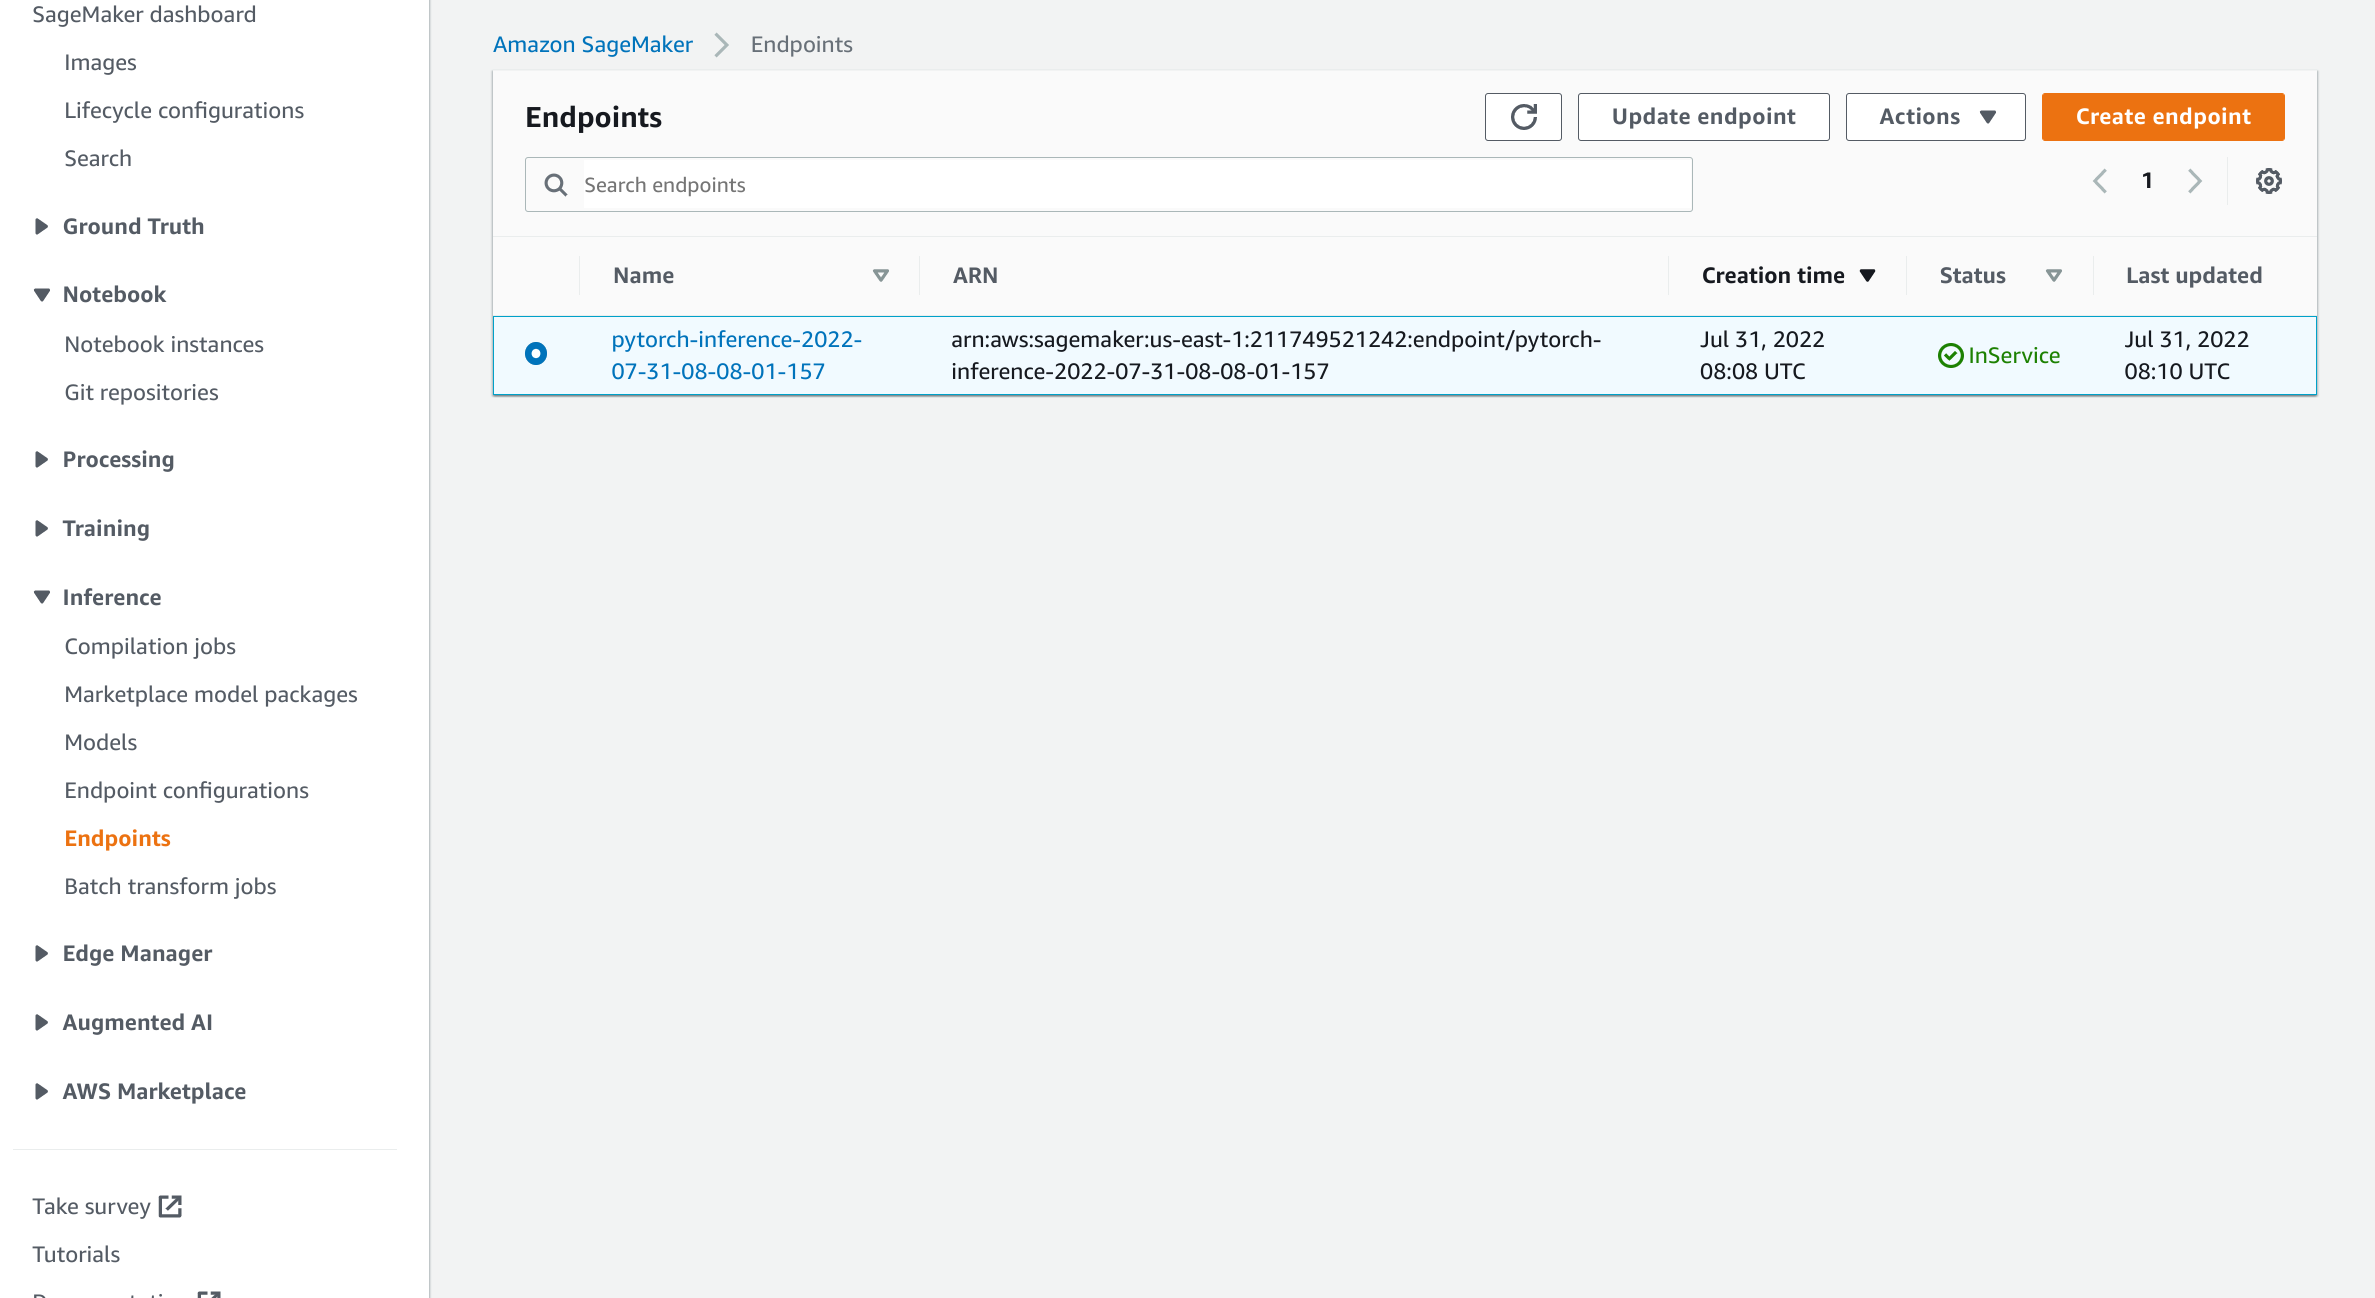 SageMaker dashboard
Images
Lifecycle configurations
Search
Ground Truth
Notebook
Notebook instances
Git repositories
Processing
Training
Inference
Compilation jobs
Marketplace model packages
Models
Endpoint configurations
Endpoints
Batch transform jobs
Edge Manager
Augmented AI
AWS Marketplace
Take survey
Tutorials
Amazon SageMaker Endpoints
Endpoints
Update endpoint
Actions
Create endpoint
Search endpoints
1
Name ARN Creation time Status Last updated
pytorch-inference-2022-
07-31-08-08-01-157
arn:aws:sagemaker:us-east-1:211749521242:endpoint/pytorch-
inference-2022-07-31-08-08-01-157
Jul 31, 2022
08:08 UTC
InService
Jul 31, 2022
08:10 UTC